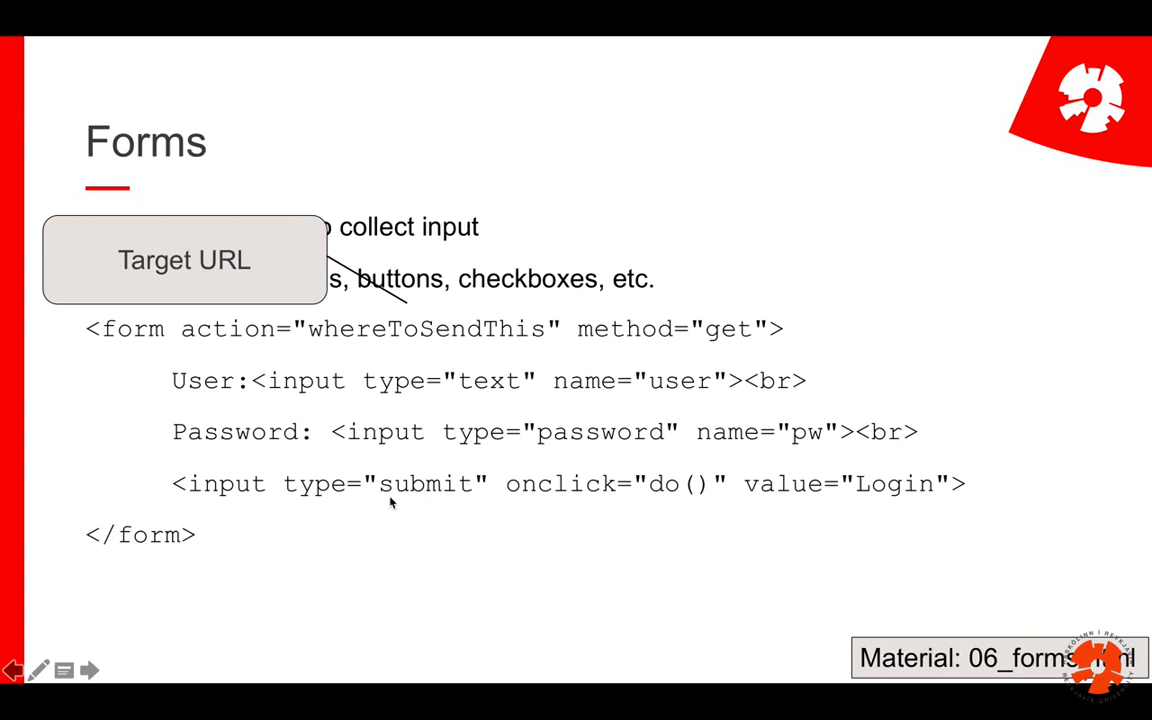 Forms
collect input
Target URL
s, buttons, checkboxes, etc.
<form action="whereToSendThis" method="get">
User:<input type="text" name="user"><br>
Password: <input type="password" name="pw"><br>
<input type="submit" onclick="do()" value="Login">
</form>
Material: 06_forms